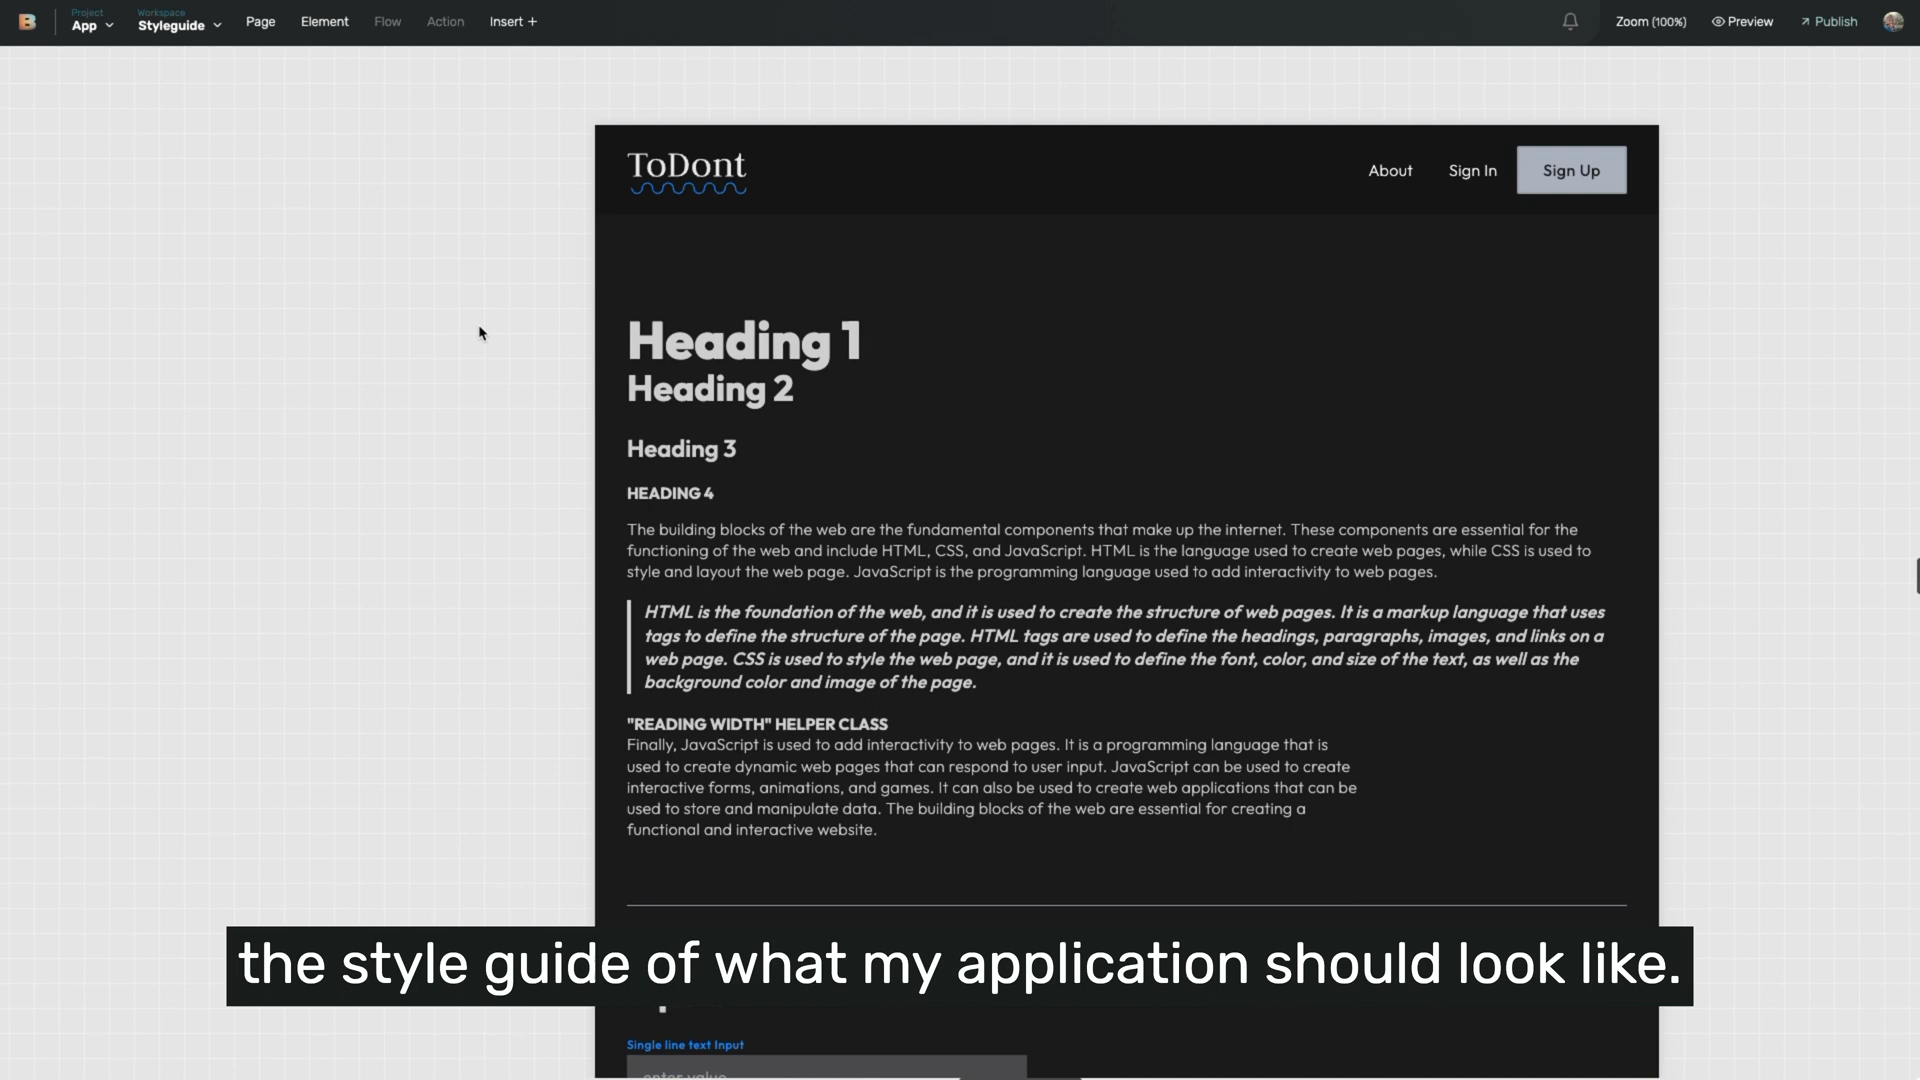 Project
App
Workspace
Styleguide
Page
Element
Flow
Action
Insert +
Zoom (100%)
Preview
Publish
ToDont
About
Sign In
Sign Up
Heading 1
Heading 2
Heading 3
HEADING 4
The building blocks of the web are the fundamental components that make up the internet. These components are essential for the
functioning of the web and include HTML, CSS, and JavaScript. HTML is the language used to create web pages, while CSS is used to
style and layout the web page. JavaScript is the programming language used to add interactivity to web pages.
HTML is the foundation of the web, and it is used to create the structure of web pages. It is a markup language that uses
tags to define the structure of the page. HTML tags are used to define the headings, paragraphs, images, and links on a
web page. CSS is used to style the web page, and it is used to define the font, color, and size of the text, as well as the
background color and image of the page.
"READING WIDTH" HELPER CLASS
Finally, JavaScript is used to add interactivity to web pages. It is a programming language that is
used to create dynamic web pages that can respond to user input. JavaScript can be used to create
interactive forms, animations, and games. It can also be used to create web applications that can be
used to store and manipulate data. The building blocks of the web are essential for creating a
functional and interactive website.
the style guide of what my application should look like.
Single line text Input
enter value